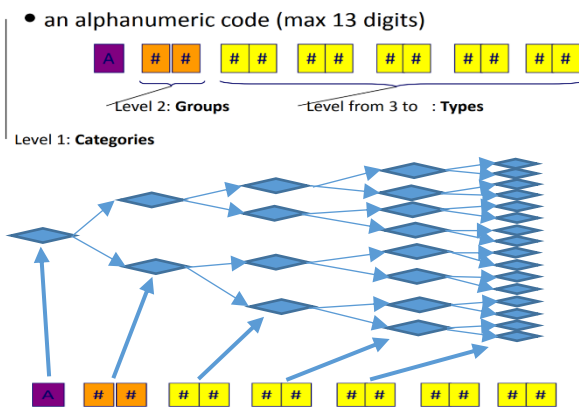 • an alphanumeric code (max 13 digits)
A # # # # # # # # # # # #
Level 2: Groups
Level from 3 to : Types
Level 1: Categories
A # # # # # # # # # # # #